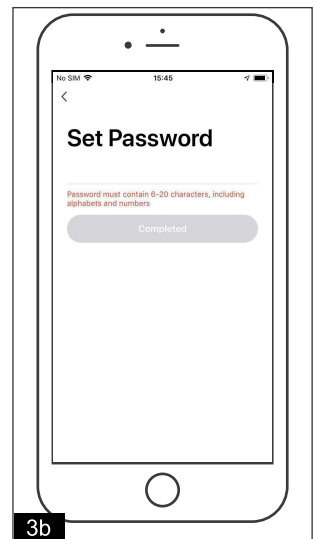 No SIM 15:45
Set Password
Password must contain 6-20 characters, including
alphabets and numbers
Completed
3b